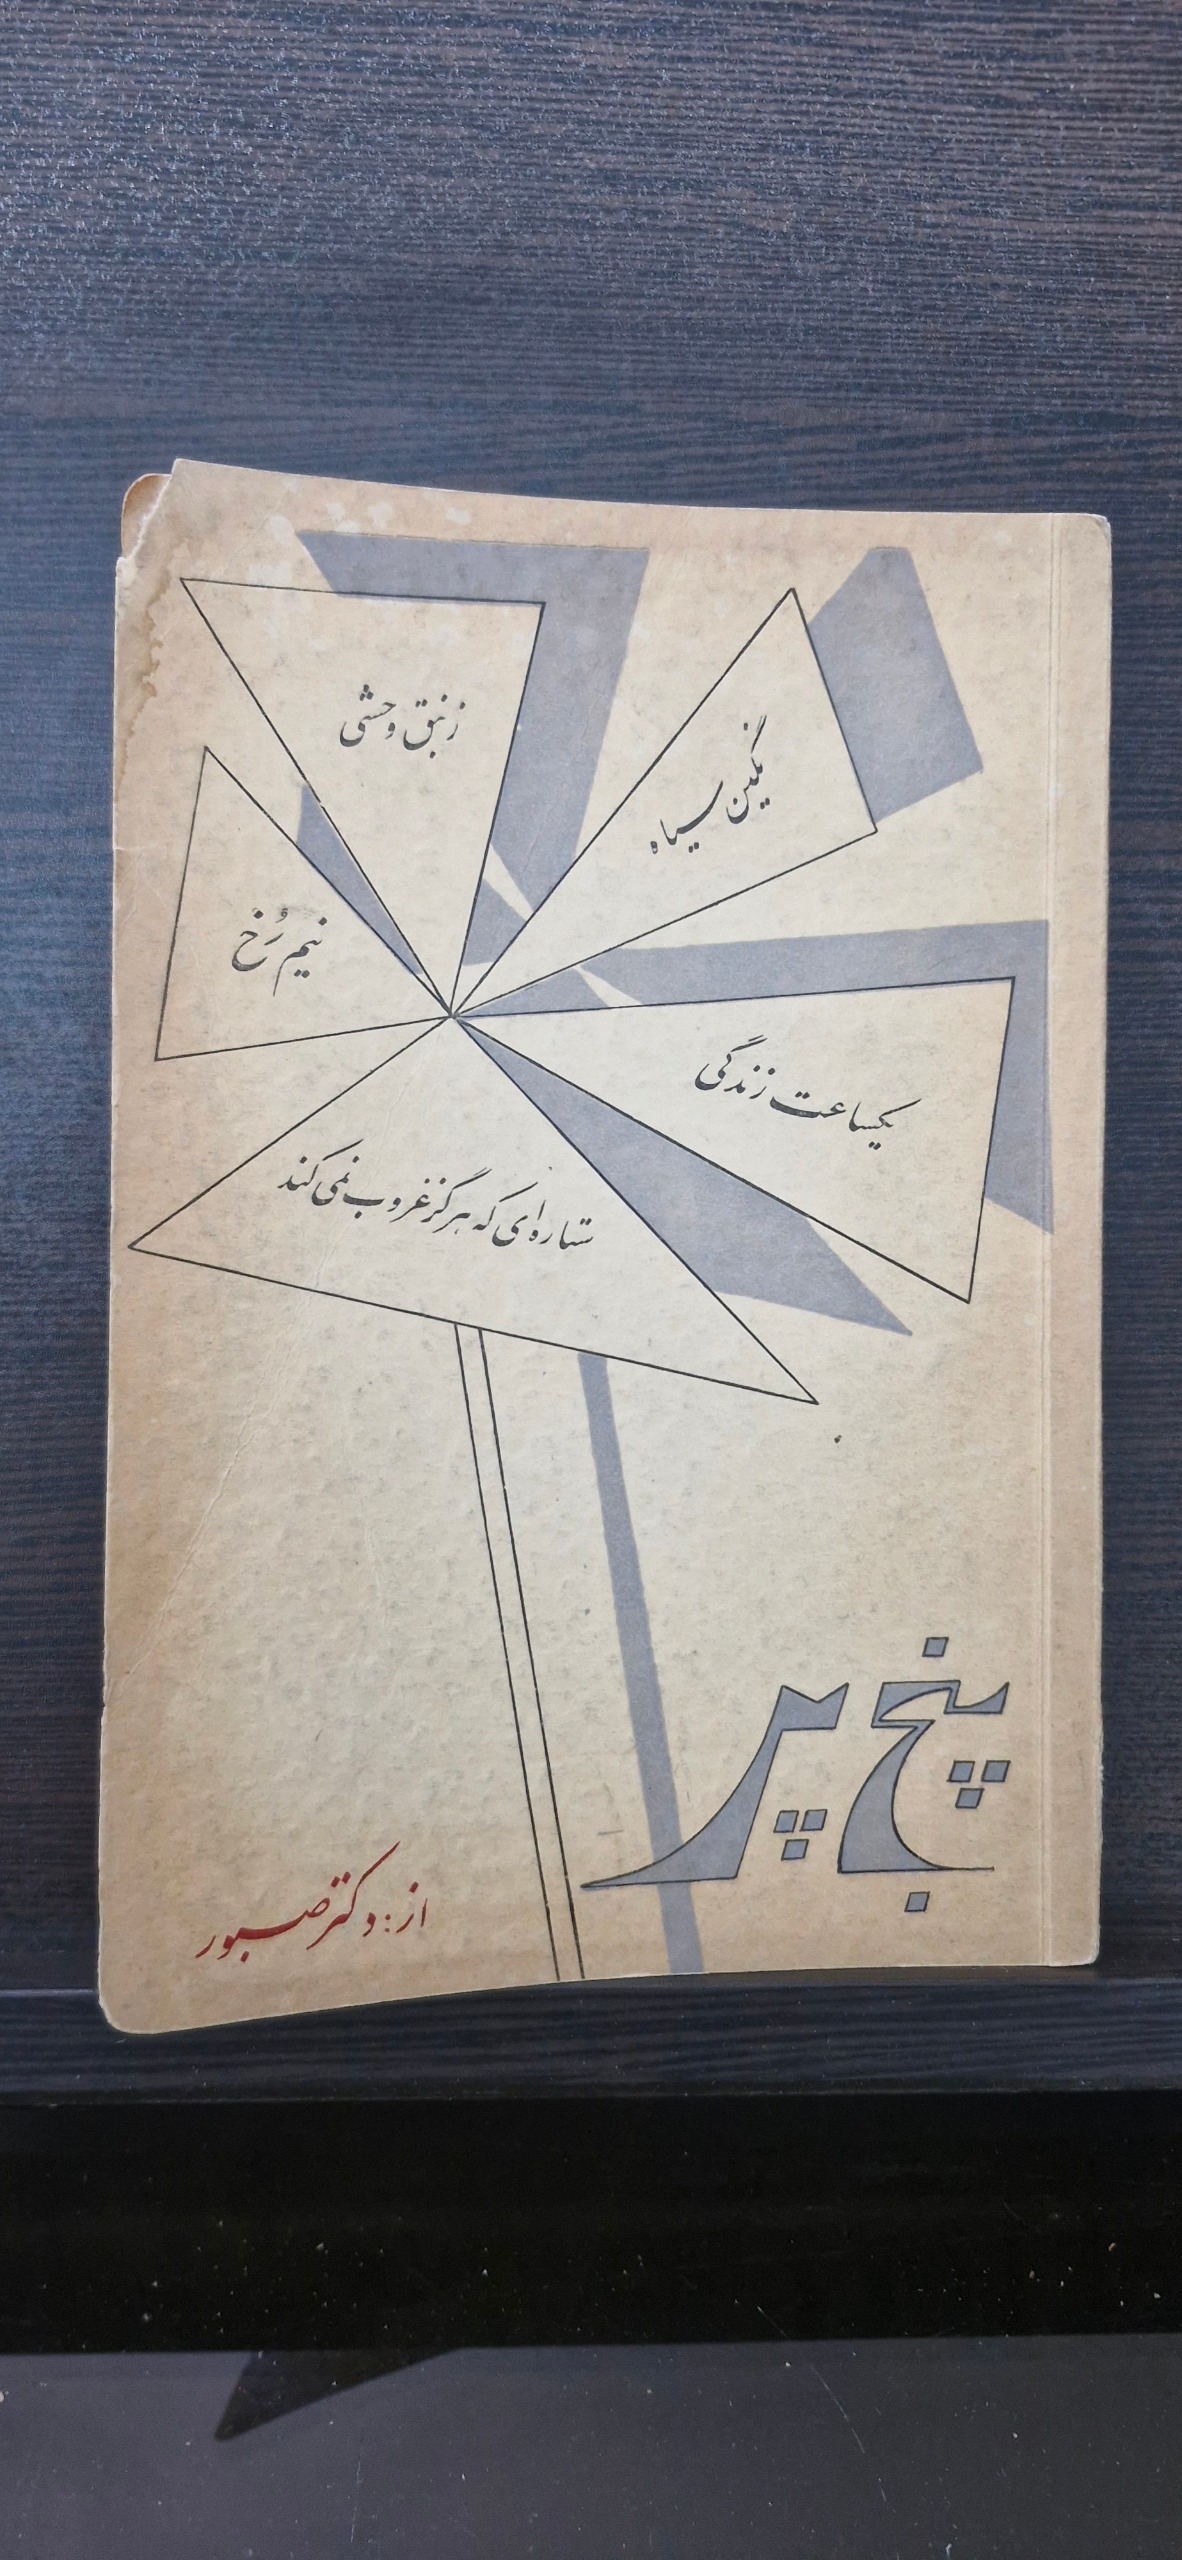 زنبق وحشی
نگین سیاه
نیم رُخ
یکساعت زندگی
ستاره‌ای که هرگز غروب نمی‌کند
پنج پر
از: دکتر صبور